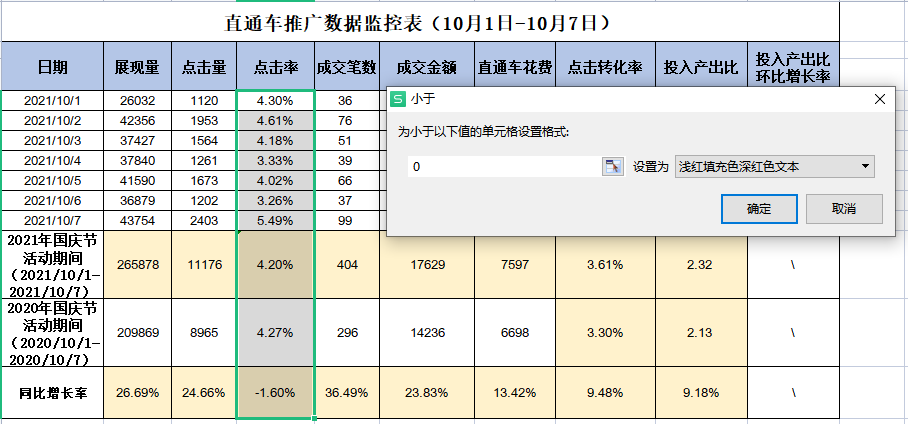 直通车推广数据监控表（10月1日-10月7日）
日期 展现量 点击量 点击率 成交笔数 成交金额 直通车花费 点击转化率 投入产出比 投入产出比
环比增长率
2021/10/1 26032 1120 4.30% 36
2021/10/2 42356 1953 4.61% 76
2021/10/3 37427 1564 4.18% 51
2021/10/4 37840 1261 3.33% 39
2021/10/5 41590 1673 4.02% 66
2021/10/6 36879 1202 3.26% 37
2021/10/7 43754 2403 5.49% 99
小于
为小于以下值的单元格设置格式:
0 设置为 浅红填充色深红色文本
确定 取消
2021年国庆节
活动期间
（2021/10/1-
2021/10/7）
265878 11176 4.20% 404 17629 7597 3.61% 2.32 \
2020年国庆节
活动期间
（2020/10/1-
2020/10/7）
209869 8965 4.27% 296 14236 6698 3.30% 2.13 \
同比增长率 26.69% 24.66% -1.60% 36.49% 23.83% 13.42% 9.48% 9.18% \